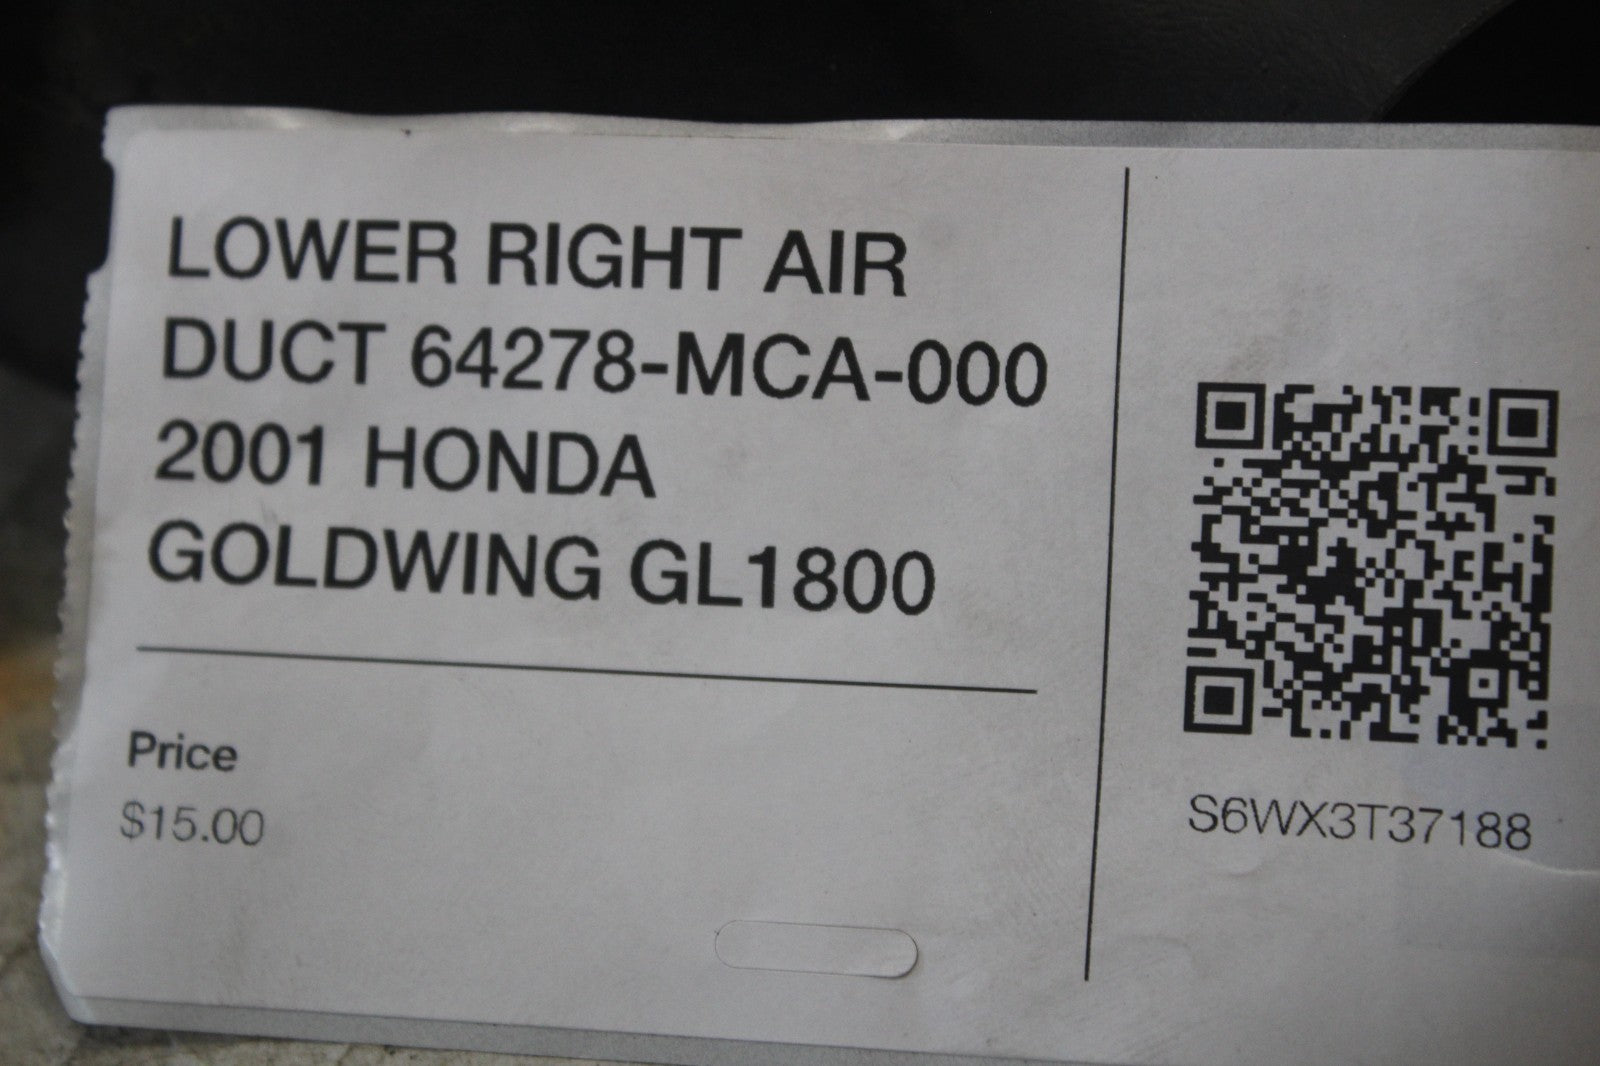 LOWER RIGHT AIR
DUCT 64278-MCA-000
2001 HONDA
GOLDWING GL1800
Price
$15.00
S6WX3T37188